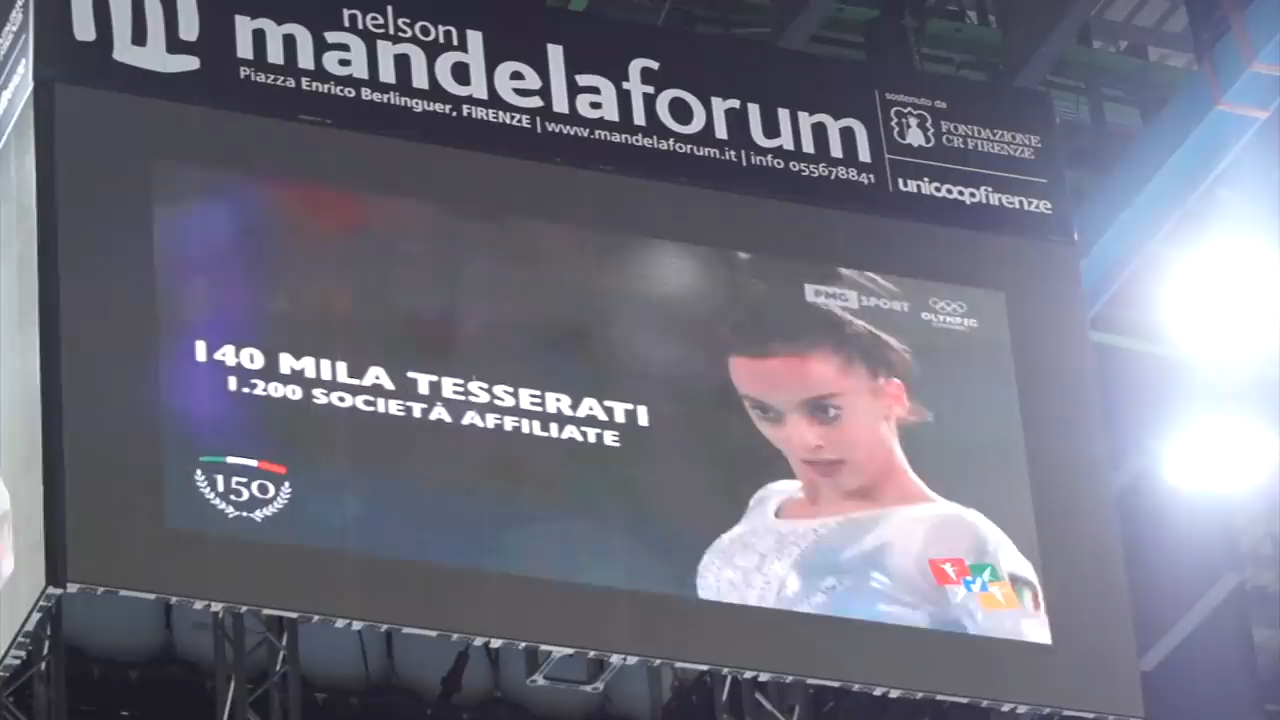 nelson
mandelaforum
Piazza Enrico Berlinguer, FIRENZE | www.mandelaforum.it | info 055678841
sostenuto da
FONDAZIONE
CR FIRENZE
unicoopfirenze
PMG SPORT
OLYMPIC
140 MILA TESSERATI
1.200 SOCIETÀ AFFILIATE
150